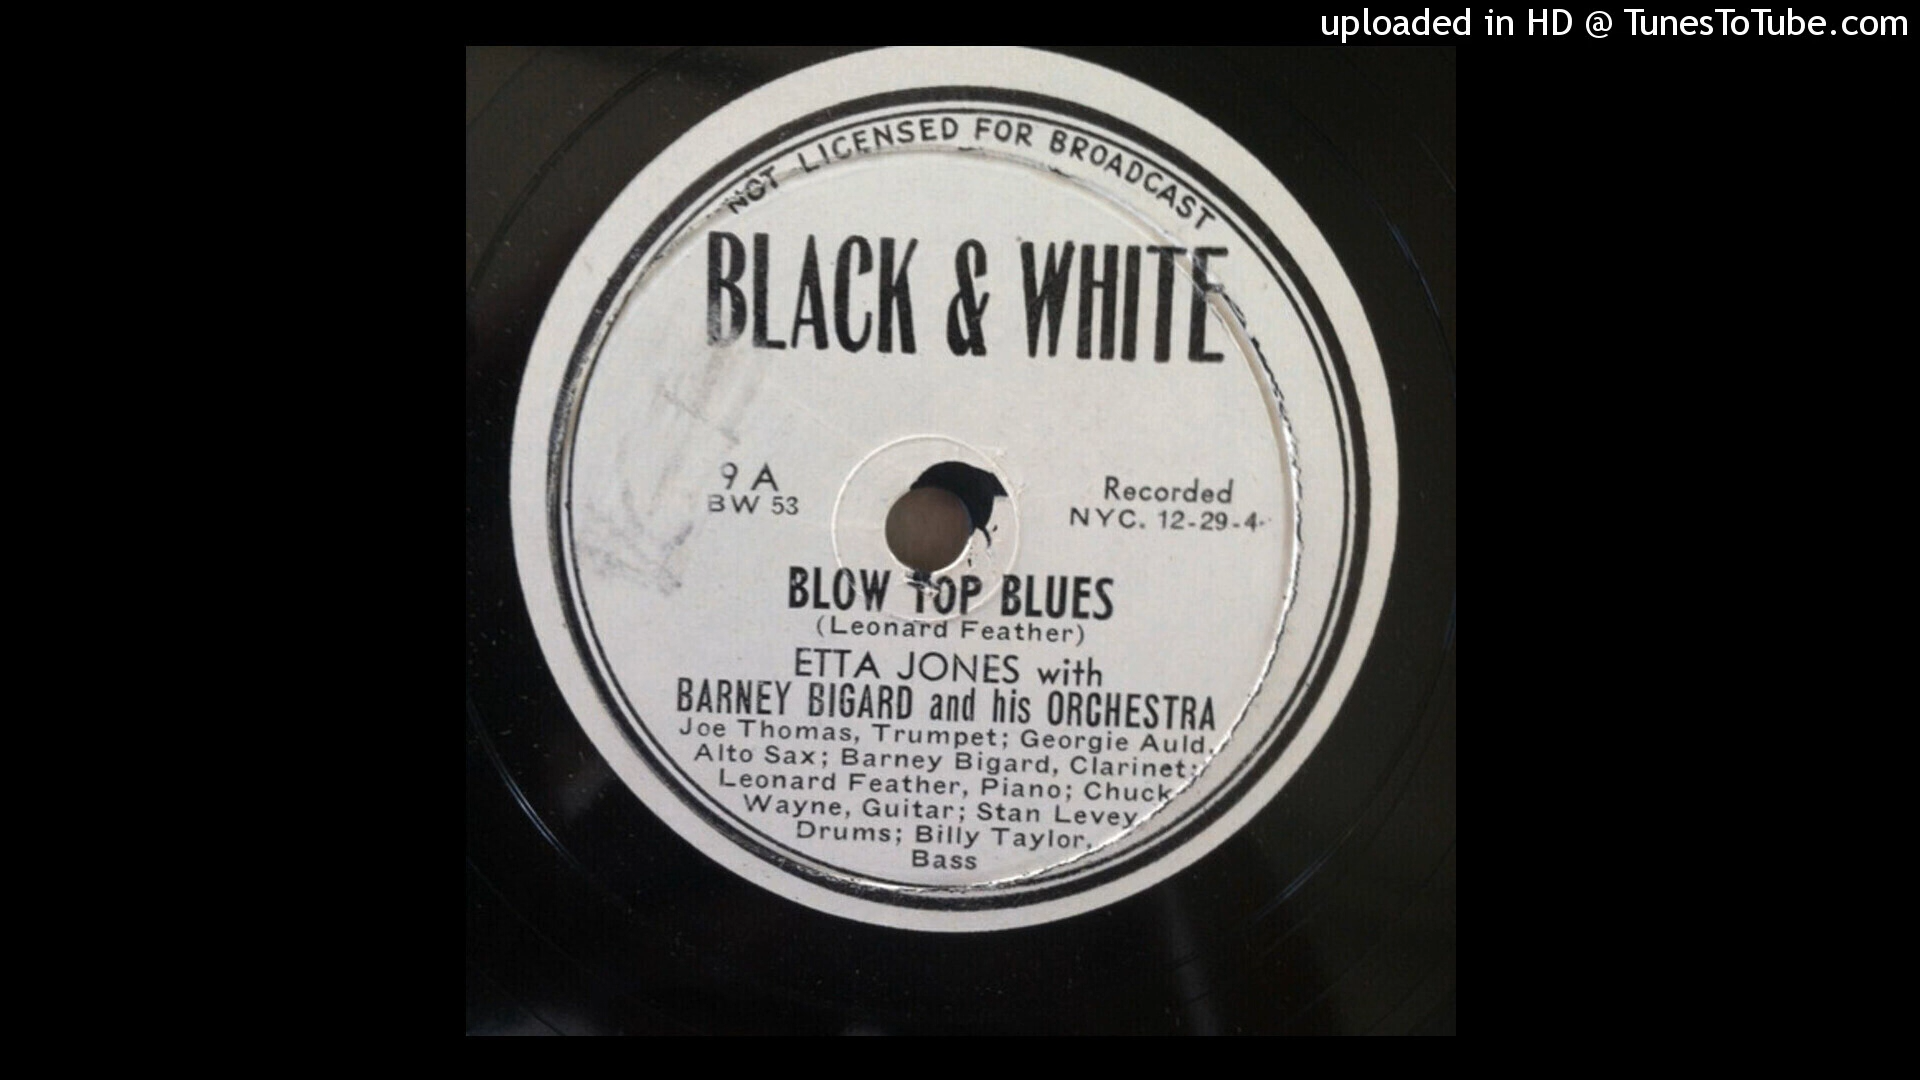 uploaded in HD @ TunesToTube.com
NOT LICENSED FOR BROADCAST
BLACK & WHITE
9 A
BW 53
Recorded
NYC. 12-29-4
BLOW TOP BLUES
(Leonard Feather)
ETTA JONES with
BARNEY BIGARD and his ORCHESTRA
Joe Thomas, Trumpet; Georgie Auld,
Alto Sax; Barney Bigard, Clarinet;
Leonard Feather, Piano; Chuck
Wayne, Guitar; Stan Levey
Drums; Billy Taylor,
Bass